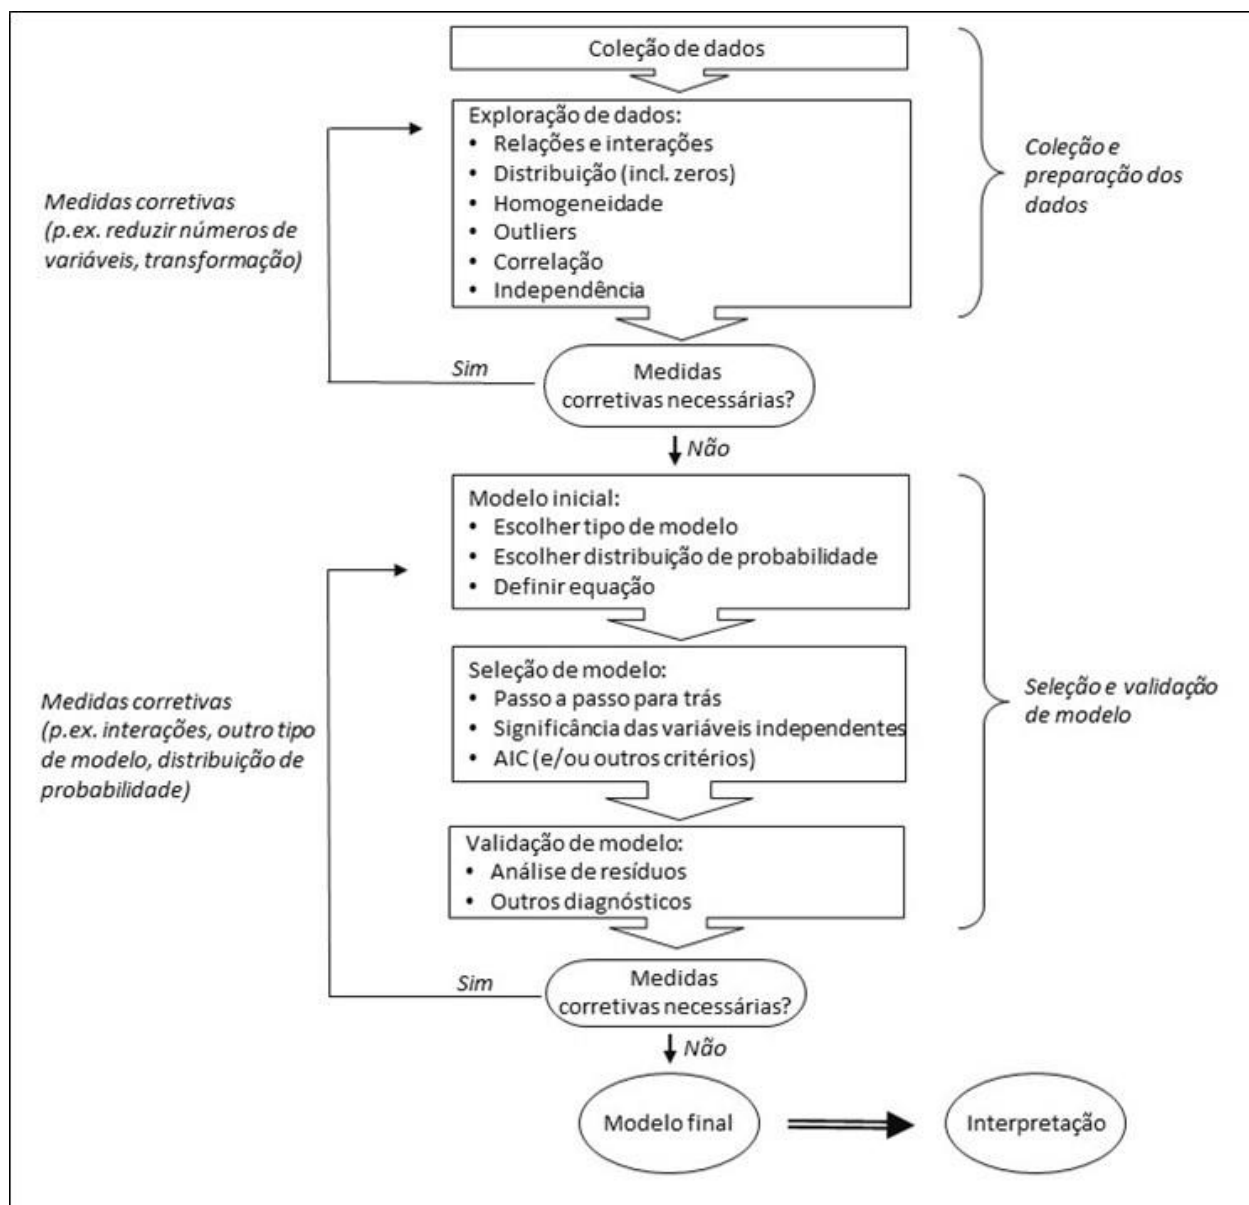 Coleção de dados
Exploração de dados:
• Relações e interações
• Distribuição (incl. zeros)
• Homogeneidade
• Outliers
• Correlação
• Independência
Coleção e
preparação dos
dados
Medidas corretivas
(p.ex. reduzir números de
variáveis, transformação)
Sim
Medidas
corretivas necessárias?
Não
Modelo inicial:
• Escolher tipo de modelo
• Escolher distribuição de probabilidade
• Definir equação
Seleção de modelo:
• Passo a passo para trás
• Significância das variáveis independentes
• AIC (e/ou outros critérios)
Seleção e validação
de modelo
Medidas corretivas
(p.ex. interações, outro tipo
de modelo, distribuição de
probabilidade)
Validação de modelo:
• Análise de resíduos
• Outros diagnósticos
Sim
Medidas
corretivas necessárias?
Não
Modelo final
Interpretação